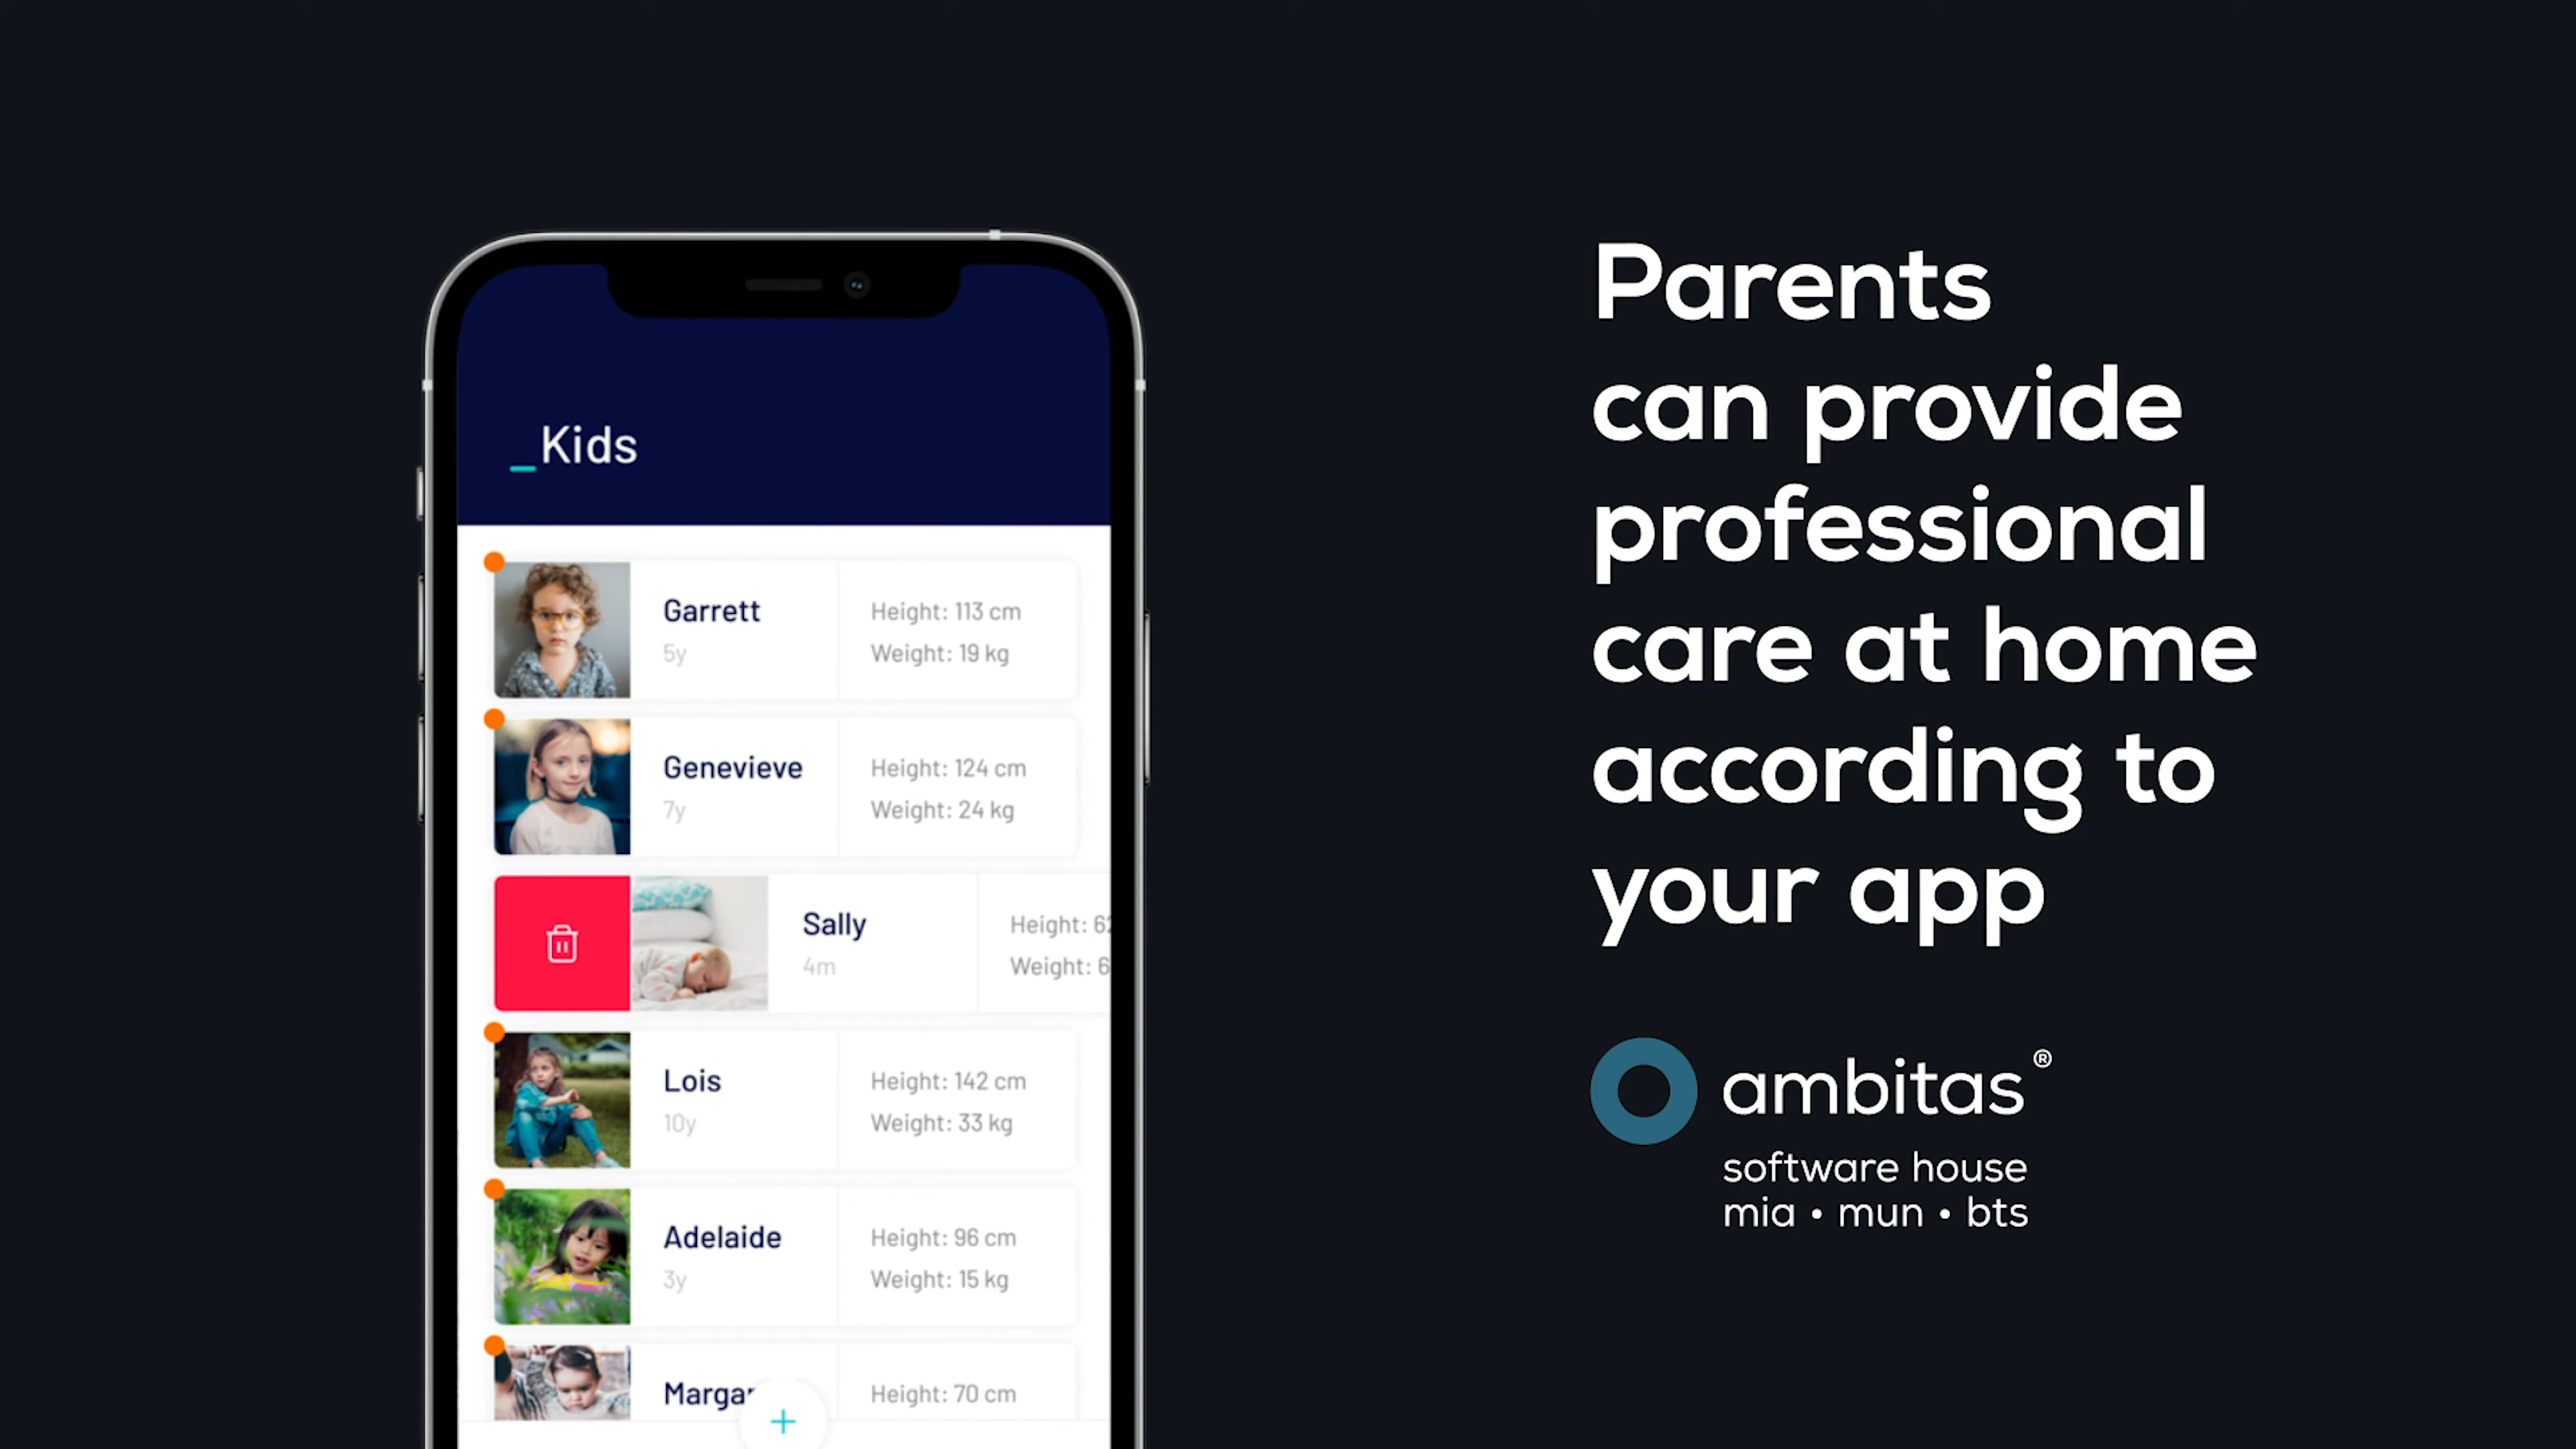 _Kids
Garrett
5y
Height: 113 cm
Weight: 19 kg
Genevieve
7y
Height: 124 cm
Weight: 24 kg
Sally
4m
Height:
Weight:
Lois
10y
Height: 142 cm
Weight: 33 kg
Adelaide
3y
Height: 96 cm
Weight: 15 kg
Height: 70 cm
Parents
can provide
professional
care at home
according to
your app
ambitas®
software house
mia • mun • bts